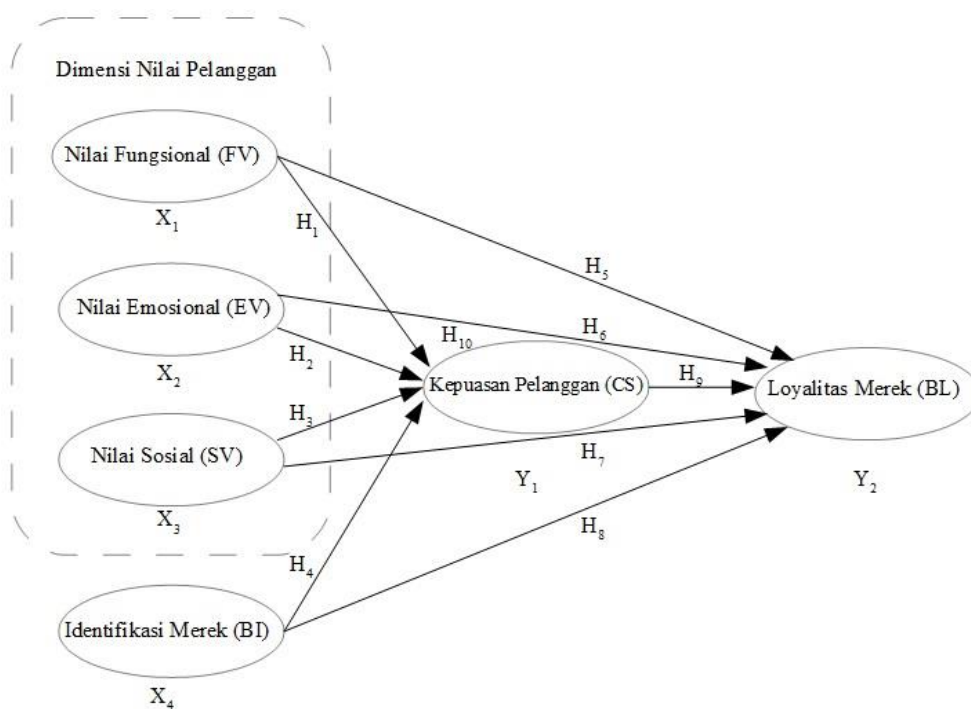 Dimensi Nilai Pelanggan
Nilai Fungsional (FV)
X₁
H₁
H₅
Nilai Emosional (EV)
X₂
H₂
H₆
H₁₀
Kepuasan Pelanggan (CS)
Y₁
H₉
Loyalitas Merek (BL)
Y₂
H₃
Nilai Sosial (SV)
X₃
H₇
H₄
H₈
Identifikasi Merek (BI)
X₄